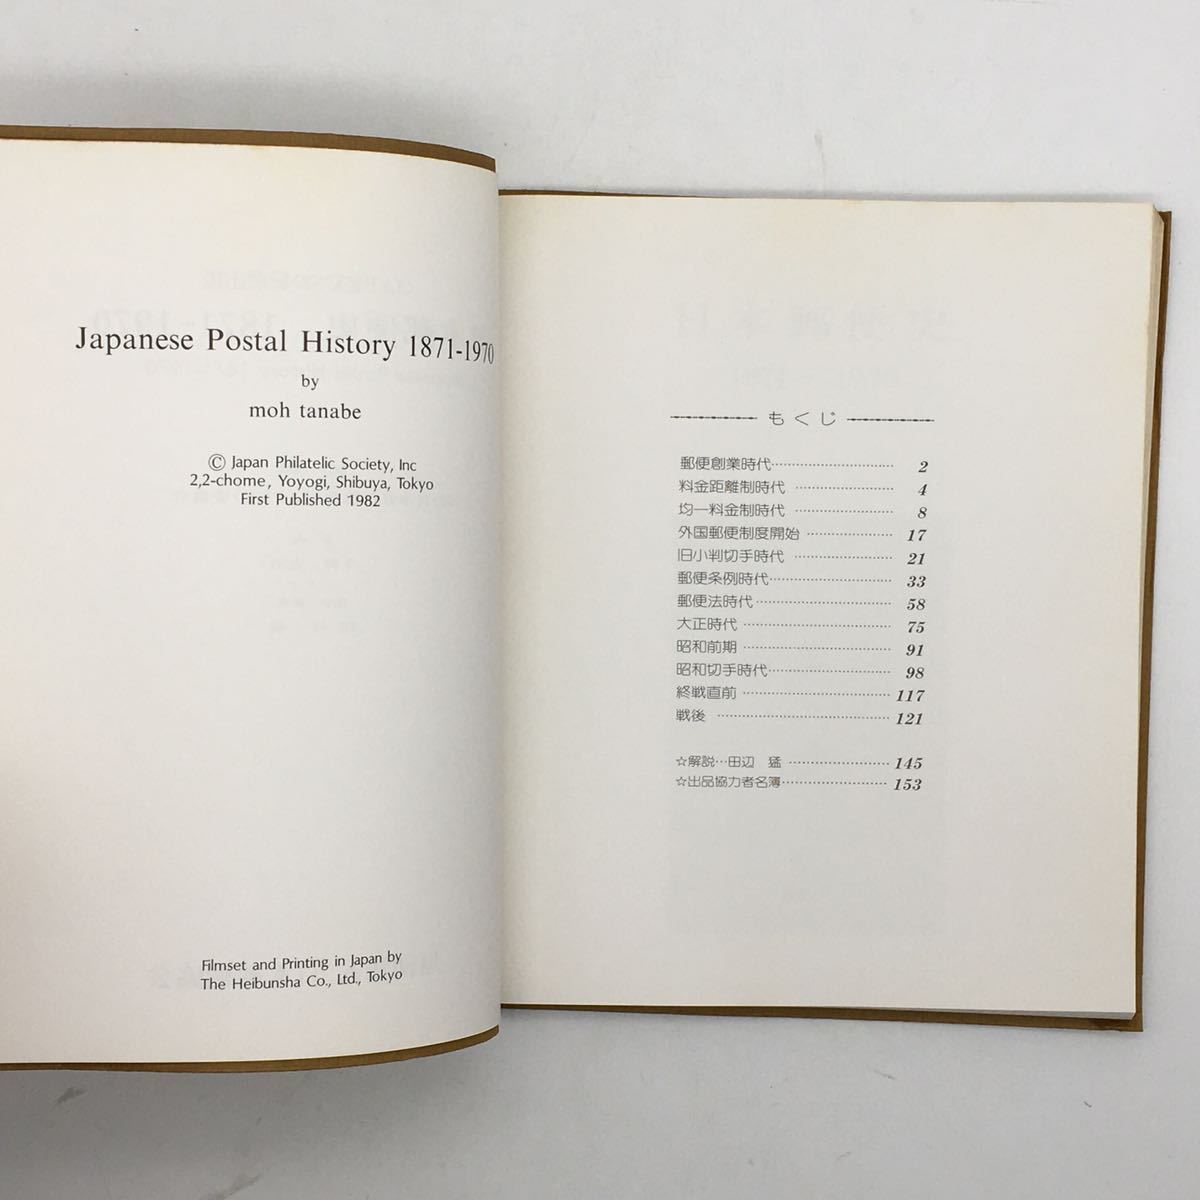 Japanese Postal History 1871-1970
by
moh tanabe
© Japan Philatelic Society, Inc
2,2-chome, Yoyogi, Shibuya, Tokyo
First Published 1982
Filmset and Printing in Japan by
The Heibunsha Co., Ltd., Tokyo
もくじ
郵便創業時代…………………………… 2
料金距離制時代 ………………………… 4
均一料金制時代 ………………………… 8
外国郵便制度開始 ……………………… 17
旧小判切手時代 ………………………… 21
郵便条例時代…………………………… 33
郵便法時代……………………………… 58
大正時代 ………………………………… 75
昭和前期 ………………………………… 91
昭和切手時代…………………………… 98
終戦直前 ………………………………… 117
戦後 ……………………………………… 121
☆解説…田辺　猛 ……………………… 145
☆出品協力者名簿……………………… 153